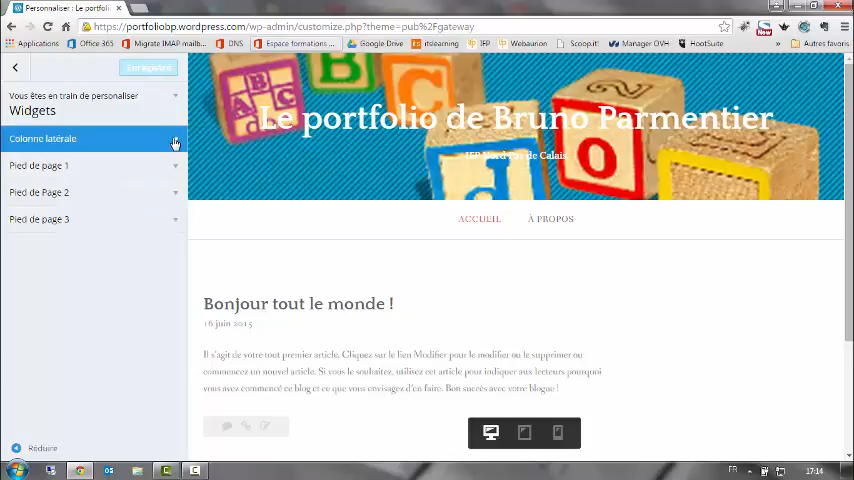 Personnaliser : Le portfolio
https://portfoliobp.wordpress.com/wp-admin/customize.php?theme=pub%2Fgateway
Applications Office 365 Migrate IMAP mailb... DNS Espace formations ... Google Drive itslearning IFP Webaurion Scoop.it! Manager OVH HootSuite » Autres favoris
New
Enregistré
Vous êtes en train de personaliser
Widgets
Colonne latérale
Pied de page 1
Pied de Page 2
Pied de page 3
Réduire
Le portfolio de Bruno Parmentier
IFP Nord Pas de Calais
ACCUEIL À PROPOS
Bonjour tout le monde !
16 juin 2015
Il s'agit de votre tout premier article. Cliquez sur le lien Modifier pour le modifier ou le supprimer ou
commencez un nouvel article. Si vous le souhaitez, utilisez cet article pour indiquer aux lecteurs pourquoi
vous avez commencé ce blog et ce que vous envisagez d'en faire. Bon succès avec votre blogue !
FR 17:14